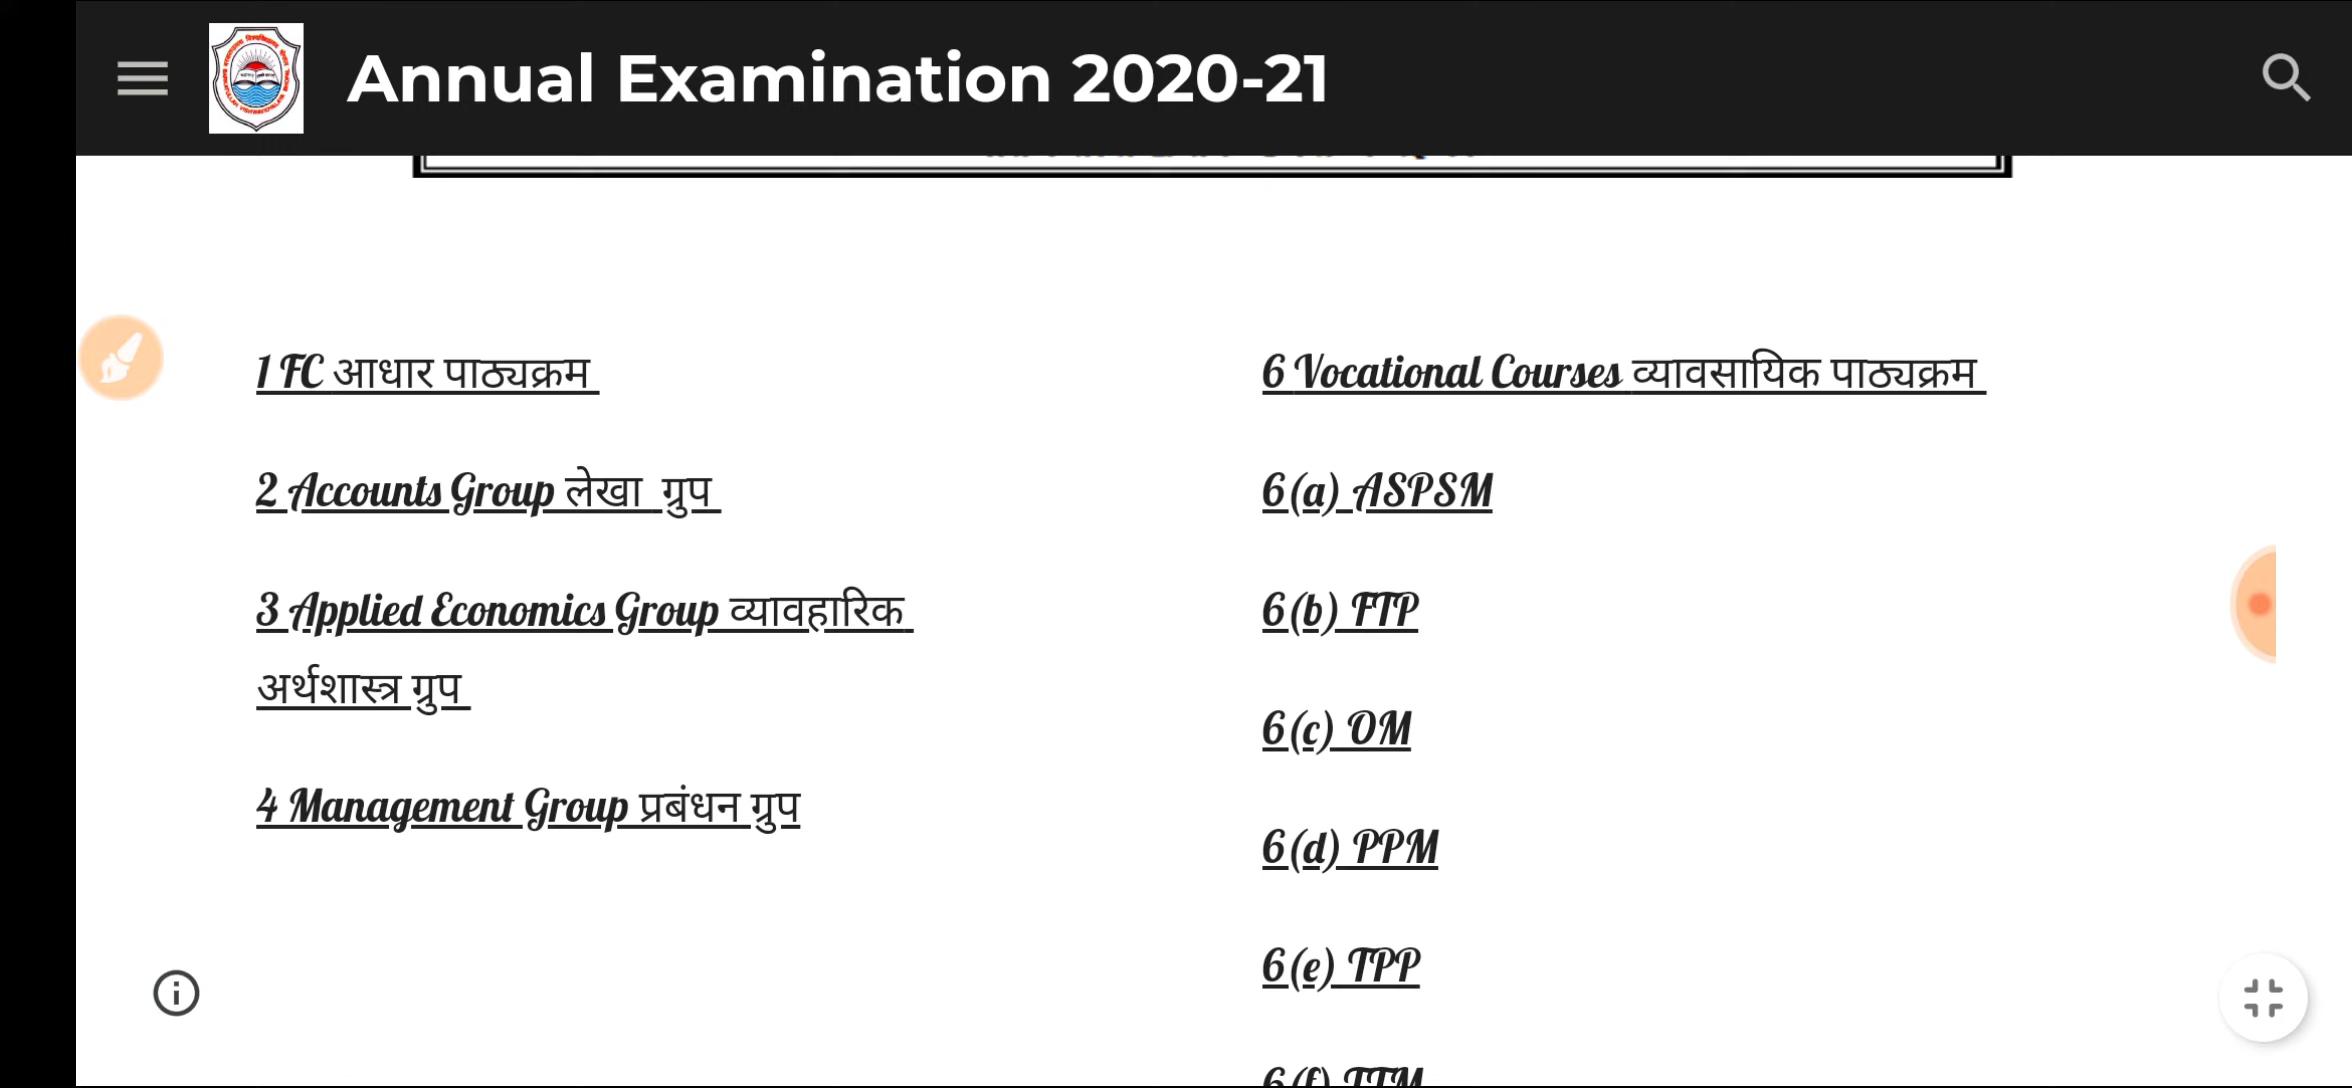 Annual Examination 2020-21
1 FC आधार पाठ्यक्रम
2 Accounts Group लेखा ग्रुप
3 Applied Economics Group व्यावहारिक
अर्थशास्त्र ग्रुप
4 Management Group प्रबंधन ग्रुप
6 Vocational Courses व्यावसायिक पाठ्यक्रम
6(a) ASPSM
6(b) FTP
6(c) OM
6(d) PPM
6(e) TPP
6(f) TTM